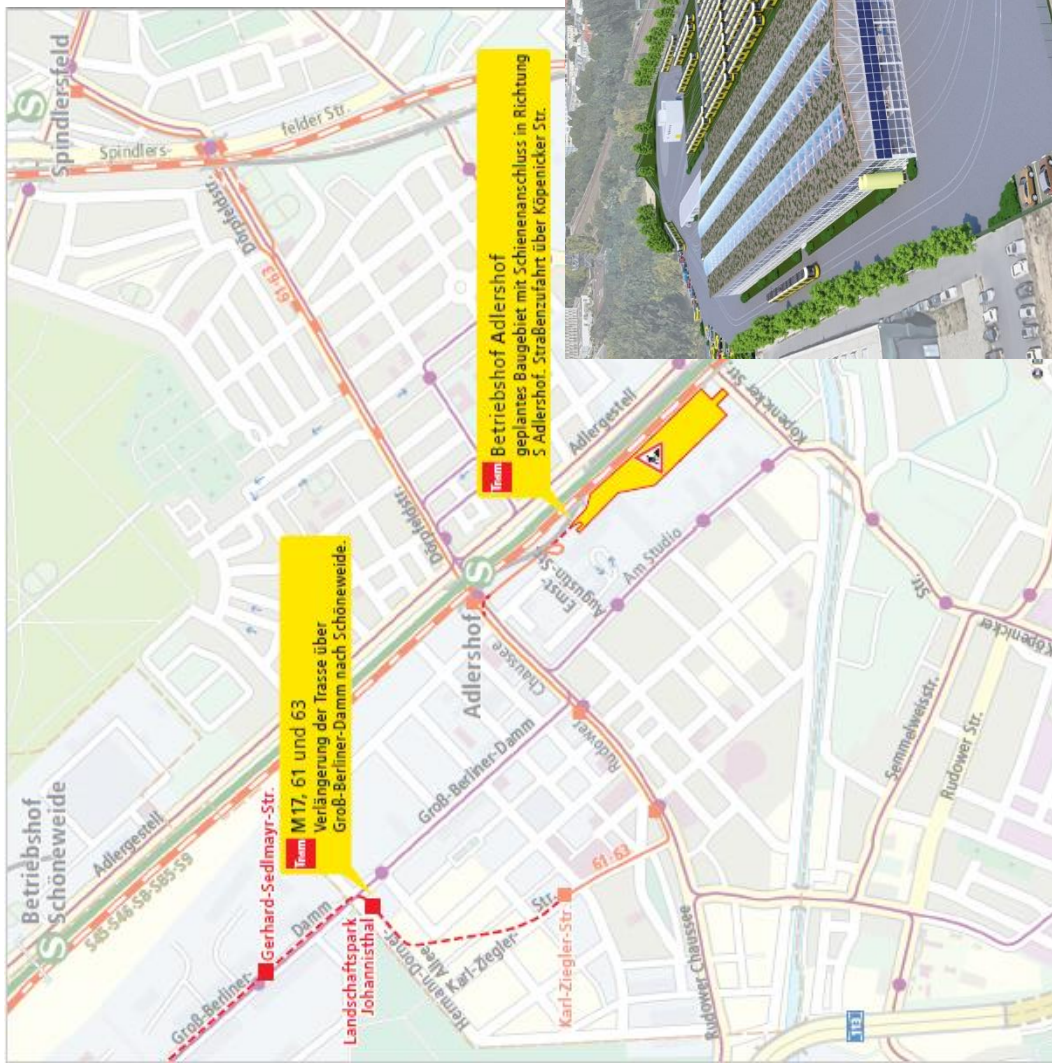 Betriebshof
Schöneweide
Adlergestell
S45·S46·S8·S85·S9
Gerhard-Sedlmayr-Str.
Groß-Berliner-
Damm
Landschaftspark
Johannisthal
Hermann-Dorner-
Allee
Karl-Ziegler-
Str.
Karl-Ziegler-Str.
61·63
Rudower Chaussee
113
Tram M17, 61 und 63
Verlängerung der Trasse über
Groß-Berliner-Damm nach Schöneweide.
Groß-Berliner-Damm
Adlershof
S
Rudower
Chaussee
Dörpfeldstr.
Ernst-
Augustin-Str.
Am Studio
Tram Betriebshof Adlershof
geplantes Baugebiet mit Schienenanschluss in Richtung
S Adlershof. Straßenzufahrt über Köpenicker Str.
Adlergestell
Köpenicker Str.
Str.
Köpenicker
Semmelweisstr.
Rudower Str.
61·63
Dörpfeldstr.
Spindlers-
felder Str.
Spindlersfeld
S
S